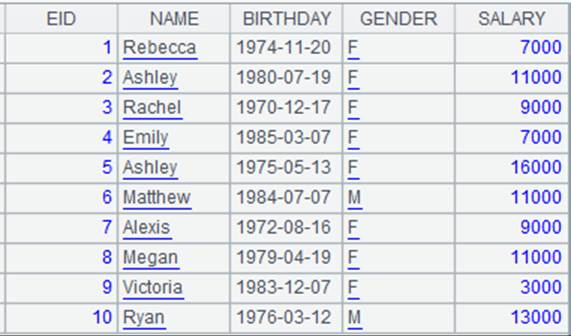 EID NAME BIRTHDAY GENDER SALARY
1 Rebecca 1974-11-20 F 7000
2 Ashley 1980-07-19 F 11000
3 Rachel 1970-12-17 F 9000
4 Emily 1985-03-07 F 7000
5 Ashley 1975-05-13 F 16000
6 Matthew 1984-07-07 M 11000
7 Alexis 1972-08-16 F 9000
8 Megan 1979-04-19 F 11000
9 Victoria 1983-12-07 F 3000
10 Ryan 1976-03-12 M 13000